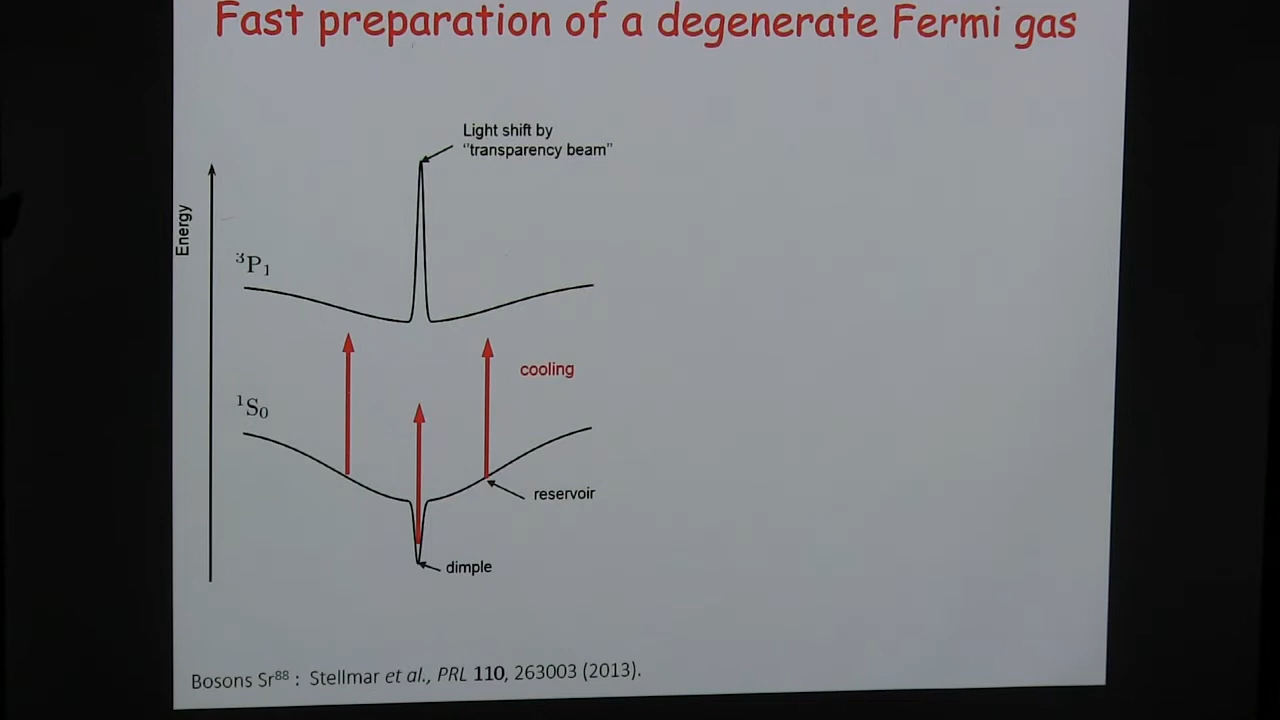 Fast preparation of a degenerate Fermi gas
Light shift by
“transparency beam”
Energy
³P₁
cooling
¹S₀
reservoir
dimple
Bosons Sr⁸⁸ : Stellmar et al., PRL 110, 263003 (2013).